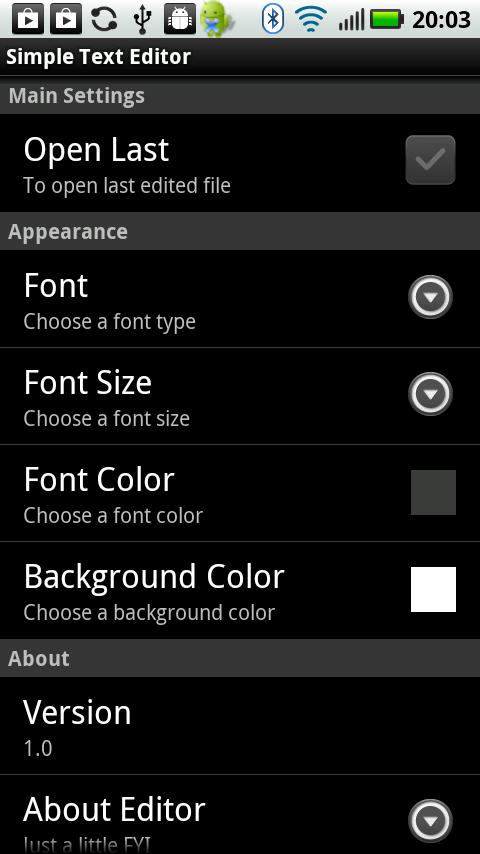 20:03
Simple Text Editor
Main Settings
Open Last
To open last edited file
Appearance
Font
Choose a font type
Font Size
Choose a font size
Font Color
Choose a font color
Background Color
Choose a background color
About
Version
1.0
About Editor
Just a little FYI